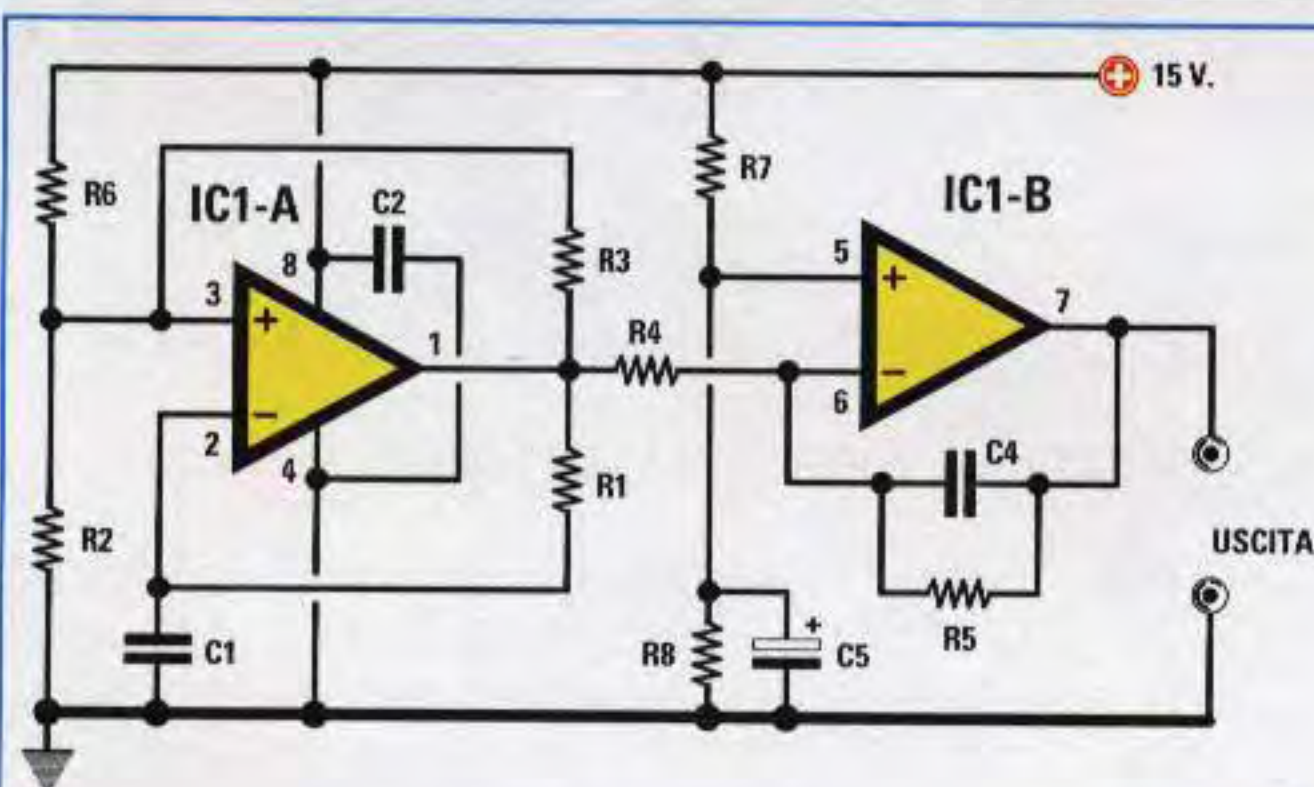 15 V.
R6
IC1-A
C2
R7
IC1-B
8
R3
5
3
+
1
R4
+
7
−
2
−
6
4
R1
C4
R2
USCITA
C1
R8
+
C5
R5